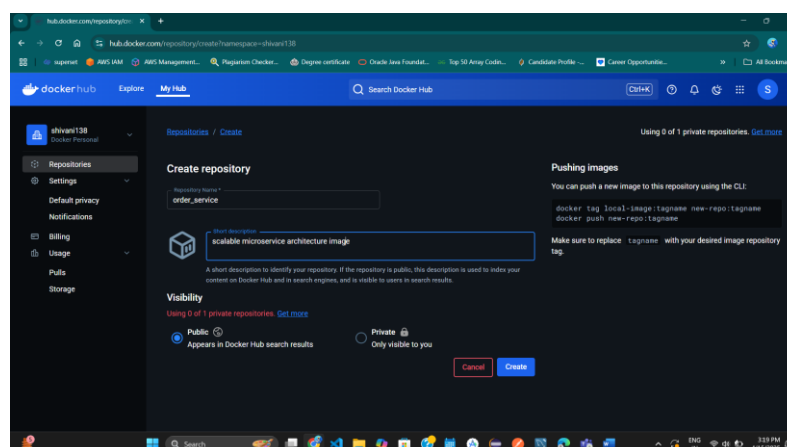 hub.docker.com/repository/cre
hub.docker.com/repository/create?namespace=shivani138
superset AWS IAM AWS Management... Plagiarism Checker... Degree certificate Oracle Java Foundat... Top 50 Array Codin... Candidate Profile -... Career Opportunitie... » All Bookma
dockerhub Explore My Hub Search Docker Hub Ctrl+K S
shivani138
Docker Personal
Repositories
Settings
Default privacy
Notifications
Billing
Usage
Pulls
Storage
Repositories / Create
Using 0 of 1 private repositories. Get more
Create repository
Repository Name *
order_service
Short description
scalable microservice architecture image
A short description to identify your repository. If the repository is public, this description is used to index your
content on Docker Hub and in search engines, and is visible to users in search results.
Visibility
Using 0 of 1 private repositories. Get more
Public
Appears in Docker Hub search results
Private
Only visible to you
Cancel Create
Pushing images
You can push a new image to this repository using the CLI:
docker tag local-image:tagname new-repo:tagname
docker push new-repo:tagname
Make sure to replace tagname with your desired image repository
tag.
Search
ENG
3:19 PM